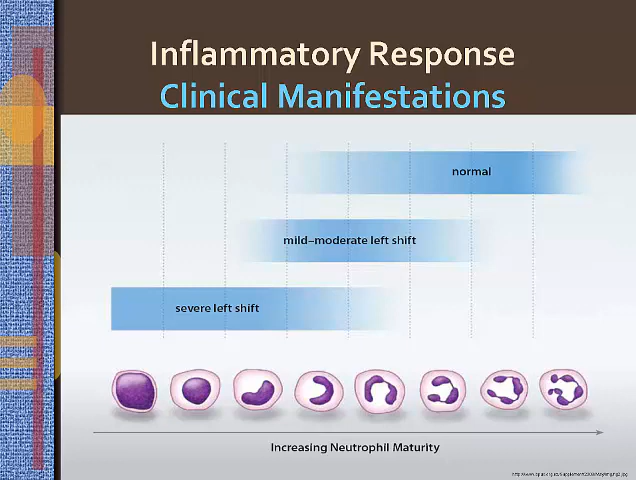 Inflammatory Response
Clinical Manifestations
normal
mild–moderate left shift
severe left shift
Increasing Neutrophil Maturity